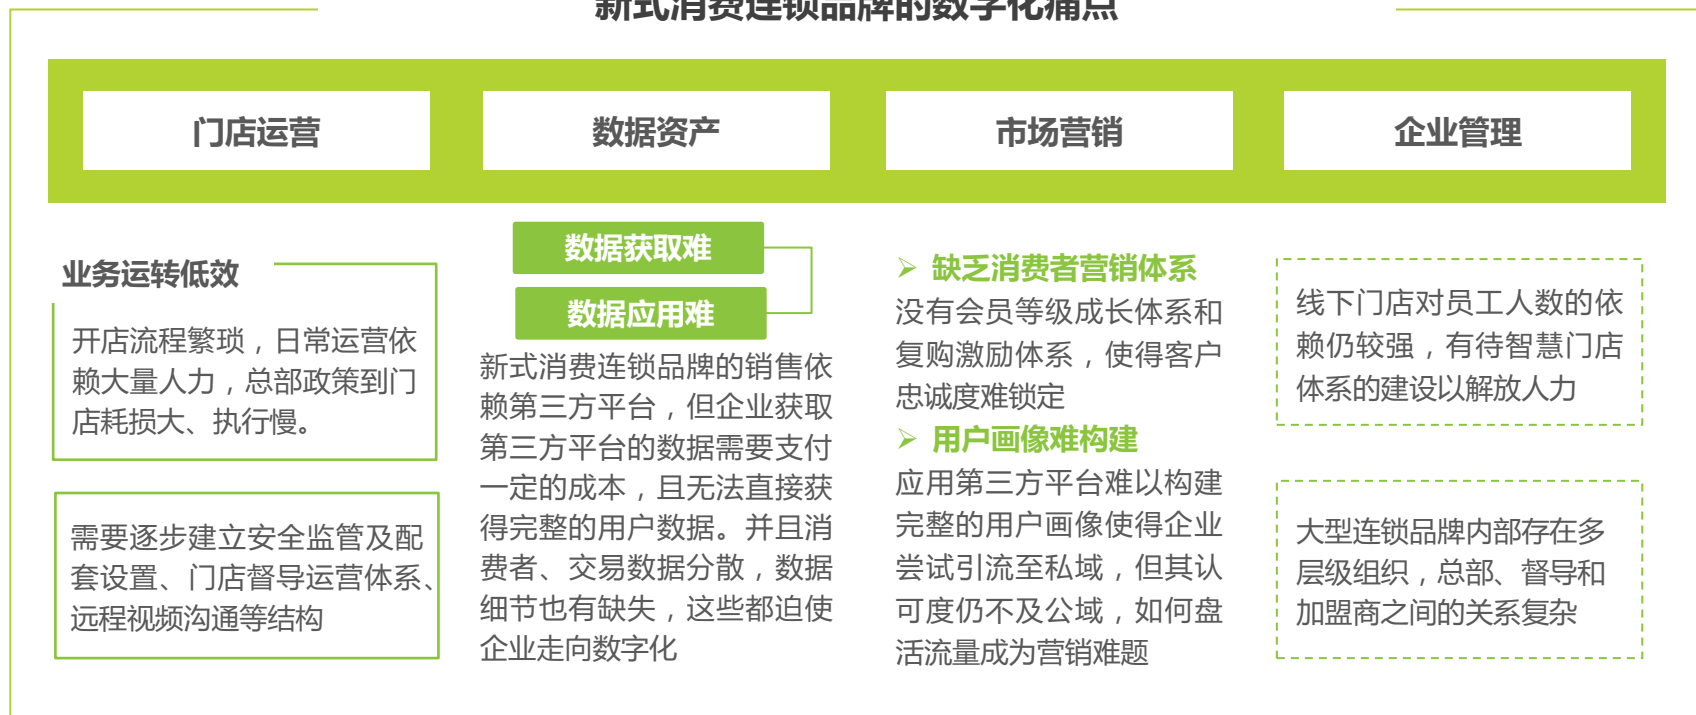 新式消费连锁品牌的数字化痛点
门店运营
数据资产
市场营销
企业管理
业务运转低效
开店流程繁琐，日常运营依
赖大量人力，总部政策到门
店耗损大、执行慢。
需要逐步建立安全监管及配
套设置、门店督导运营体系、
远程视频沟通等结构
数据获取难
数据应用难
新式消费连锁品牌的销售依
赖第三方平台，但企业获取
第三方平台的数据需要支付
一定的成本，且无法直接获
得完整的用户数据。并且消
费者、交易数据分散，数据
细节也有缺失，这些都迫使
企业走向数字化
➢ 缺乏消费者营销体系
没有会员等级成长体系和
复购激励体系，使得客户
忠诚度难锁定
➢ 用户画像难构建
应用第三方平台难以构建
完整的用户画像使得企业
尝试引流至私域，但其认
可度仍不及公域，如何盘
活流量成为营销难题
线下门店对员工人数的依
赖仍较强，有待智慧门店
体系的建设以解放人力
大型连锁品牌内部存在多
层级组织，总部、督导和
加盟商之间的关系复杂